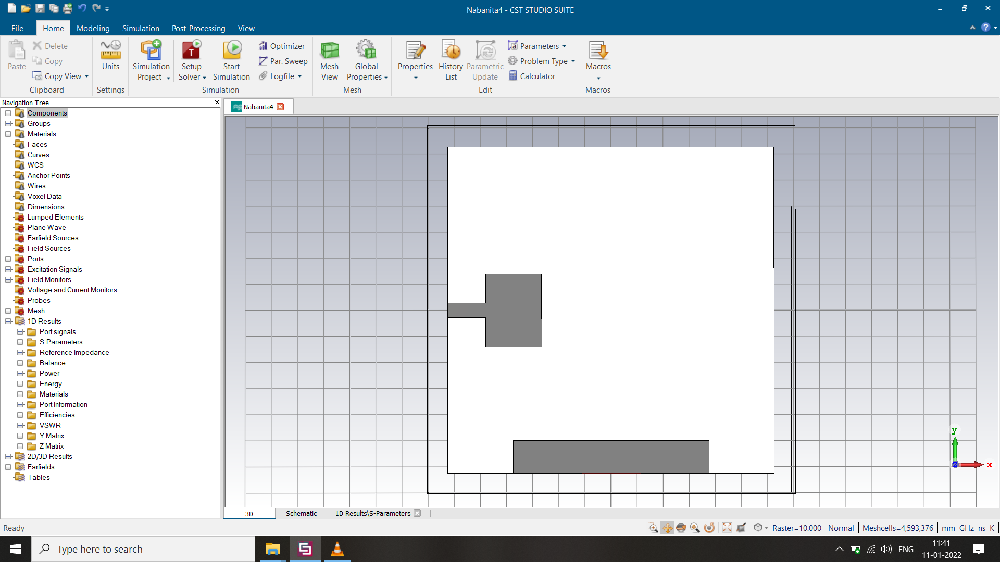 Nabanita4 - CST STUDIO SUITE
File Home Modeling Simulation Post-Processing View
Paste
Delete
Copy
Copy View
Clipboard
Units
Settings
Simulation Project
Setup Solver
Start Simulation
Optimizer
Par. Sweep
Logfile
Simulation
Mesh View
Global Properties
Mesh
Properties
History List
Parametric Update
Parameters
Problem Type
Calculator
Edit
Macros
Macros
Navigation Tree
Components
Groups
Materials
Faces
Curves
WCS
Anchor Points
Wires
Voxel Data
Dimensions
Lumped Elements
Plane Wave
Farfield Sources
Field Sources
Ports
Excitation Signals
Field Monitors
Voltage and Current Monitors
Probes
Mesh
1D Results
Port signals
S-Parameters
Reference Impedance
Balance
Power
Energy
Materials
Port Information
Efficiencies
VSWR
Y Matrix
Z Matrix
2D/3D Results
Farfields
Tables
Nabanita4
y
z
x
3D Schematic 1D Results\S-Parameters
Ready
Raster=10.000 Normal Meshcells=4,593,376 mm GHz ns K
Type here to search
ENG
11:41
11-01-2022